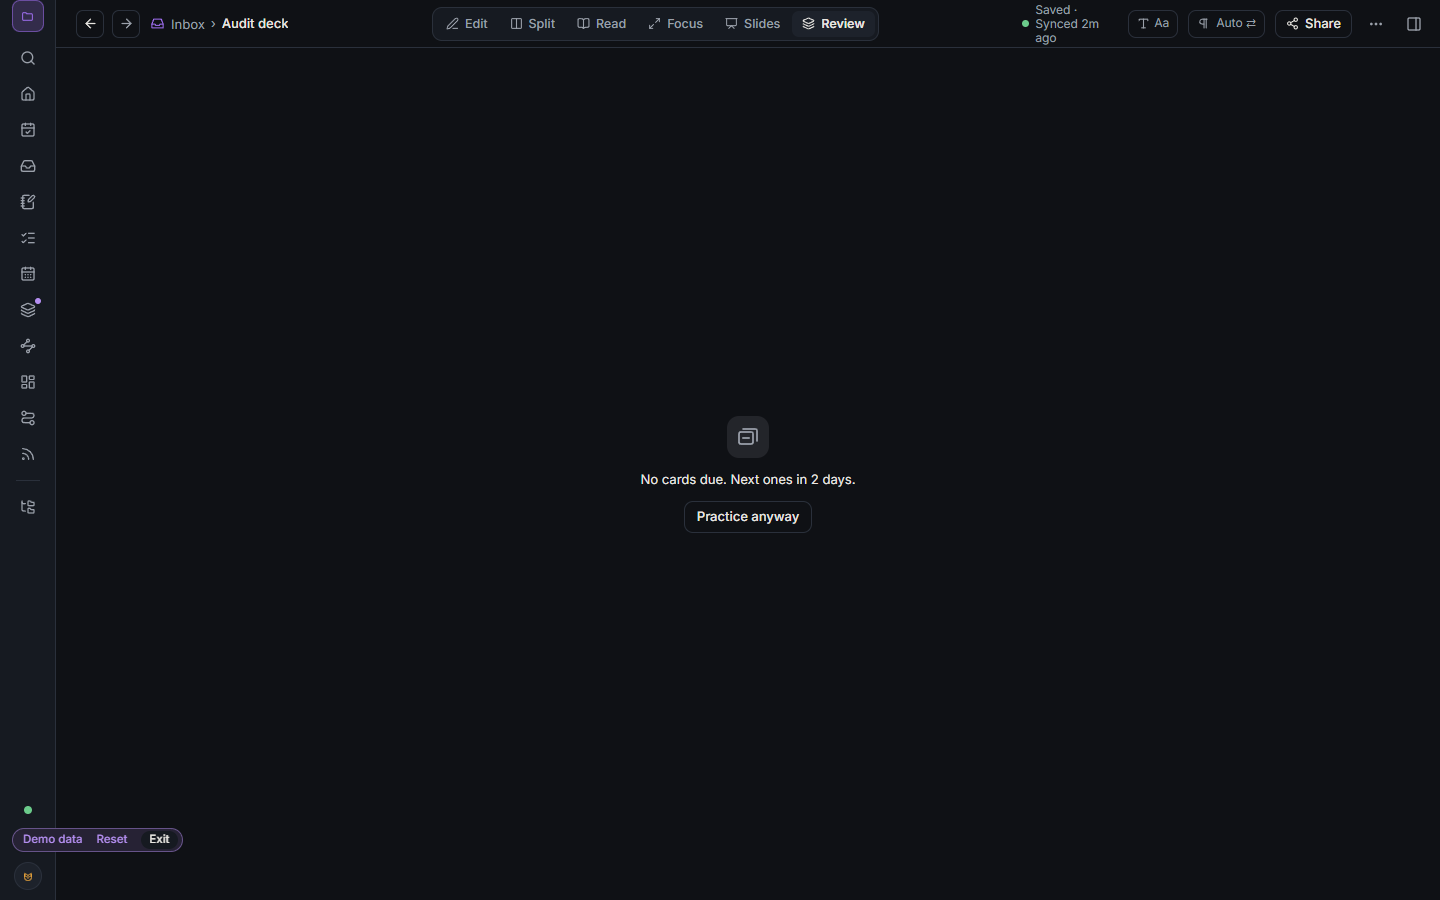 Inbox › Audit deck
Edit
Split
Read
Focus
Slides
Review
Saved ·
Synced 2m
ago
Aa
Auto
Share
No cards due. Next ones in 2 days.
Practice anyway
Demo data
Reset
Exit